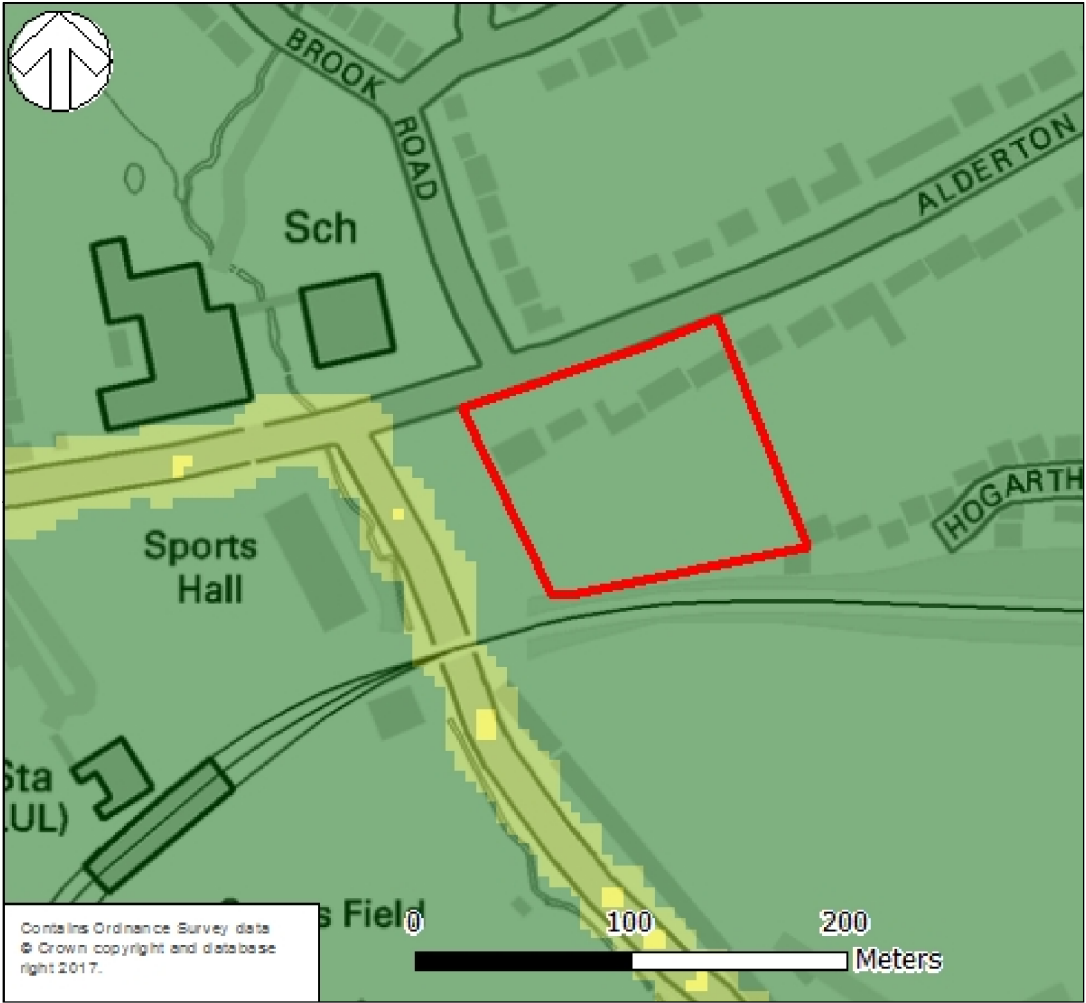 BROOK
ROAD
ALDERTON
Sch
HOGARTH
Sports
Hall
Sta
LUL)
s Field
0 100 200
Meters
Contains Ordnance Survey data
© Crown copyright and database
right 2017.